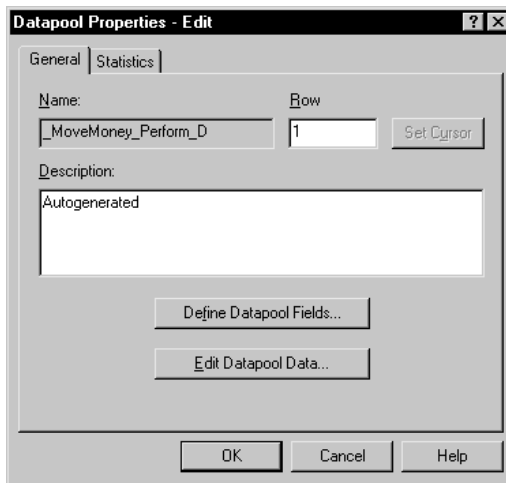 Datapool Properties - Edit
General Statistics
Name: Row
_MoveMoney_Perform_D 1 Set Cursor
Description:
Autogenerated
Define Datapool Fields...
Edit Datapool Data...
OK Cancel Help